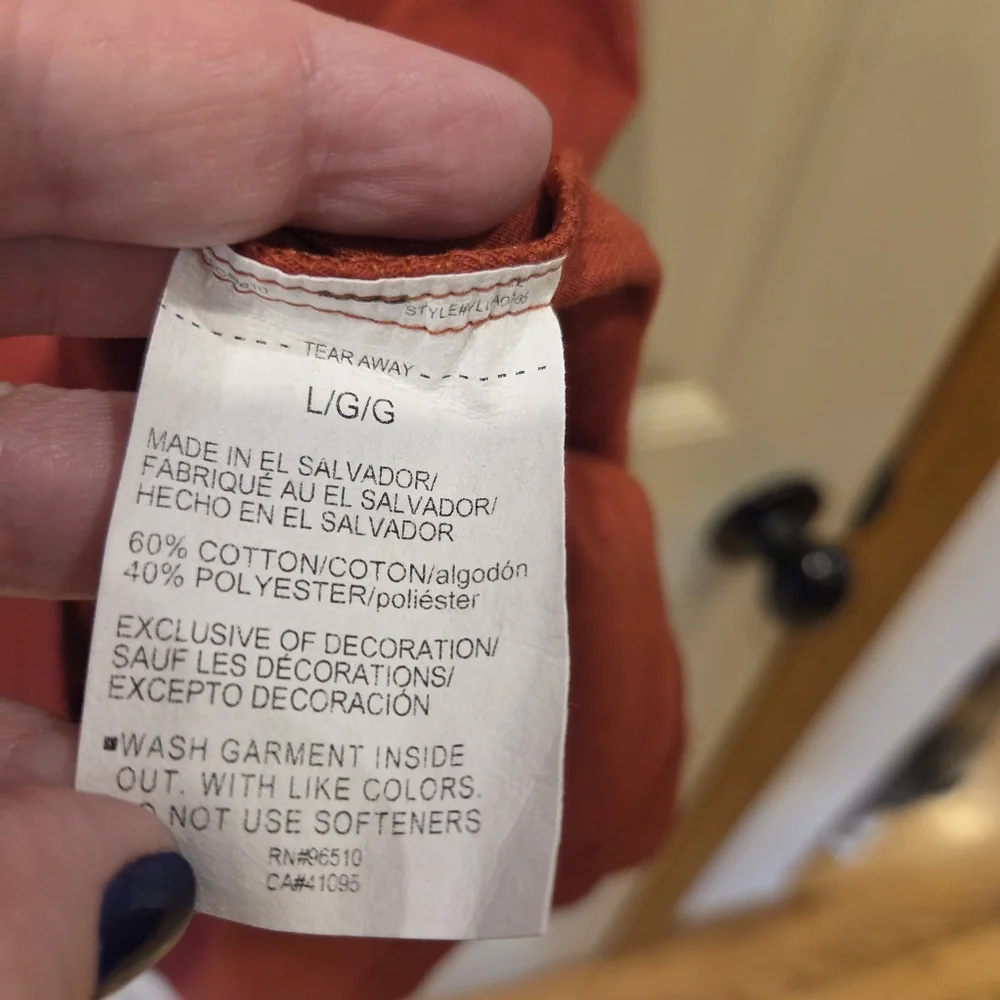 STYLE#/
TEAR AWAY
L/G/G
MADE IN EL SALVADOR/
FABRIQUÉ AU EL SALVADOR/
HECHO EN EL SALVADOR
60% COTTON/COTON/algodón
40% POLYESTER/poliéster
EXCLUSIVE OF DECORATION/
SAUF LES DÉCORATIONS/
EXCEPTO DECORACIÓN
▪WASH GARMENT INSIDE
OUT. WITH LIKE COLORS.
NOT USE SOFTENERS
RN#96510
CA#41095